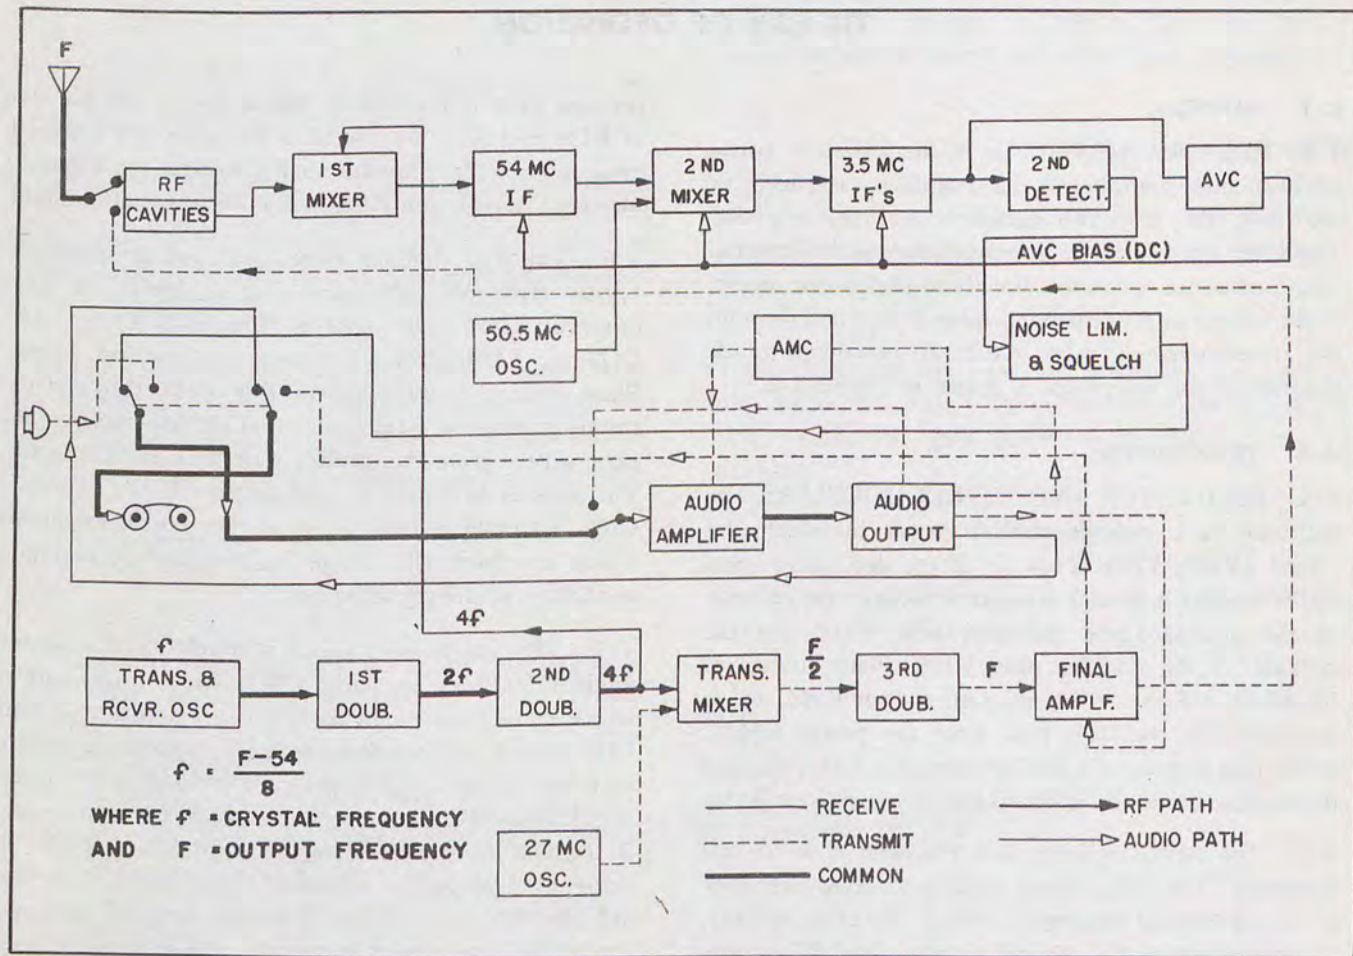 F
RF
CAVITIES
1ST
MIXER
54 MC
IF
2ND
MIXER
3.5 MC
IF'S
2ND
DETECT.
AVC
AVC BIAS (DC)
50.5 MC
OSC.
AMC
NOISE LIM.
& SQUELCH
AUDIO
AMPLIFIER
AUDIO
OUTPUT
4f
f
TRANS. &
RCVR. OSC
1ST
DOUB.
2f
2ND
DOUB.
4f
TRANS.
MIXER
F
2
3RD
DOUB.
F
FINAL
AMPLF.
f = F-54
8
WHERE f = CRYSTAL FREQUENCY
AND F = OUTPUT FREQUENCY
27 MC
OSC.
RECEIVE
TRANSMIT
COMMON
RF PATH
AUDIO PATH